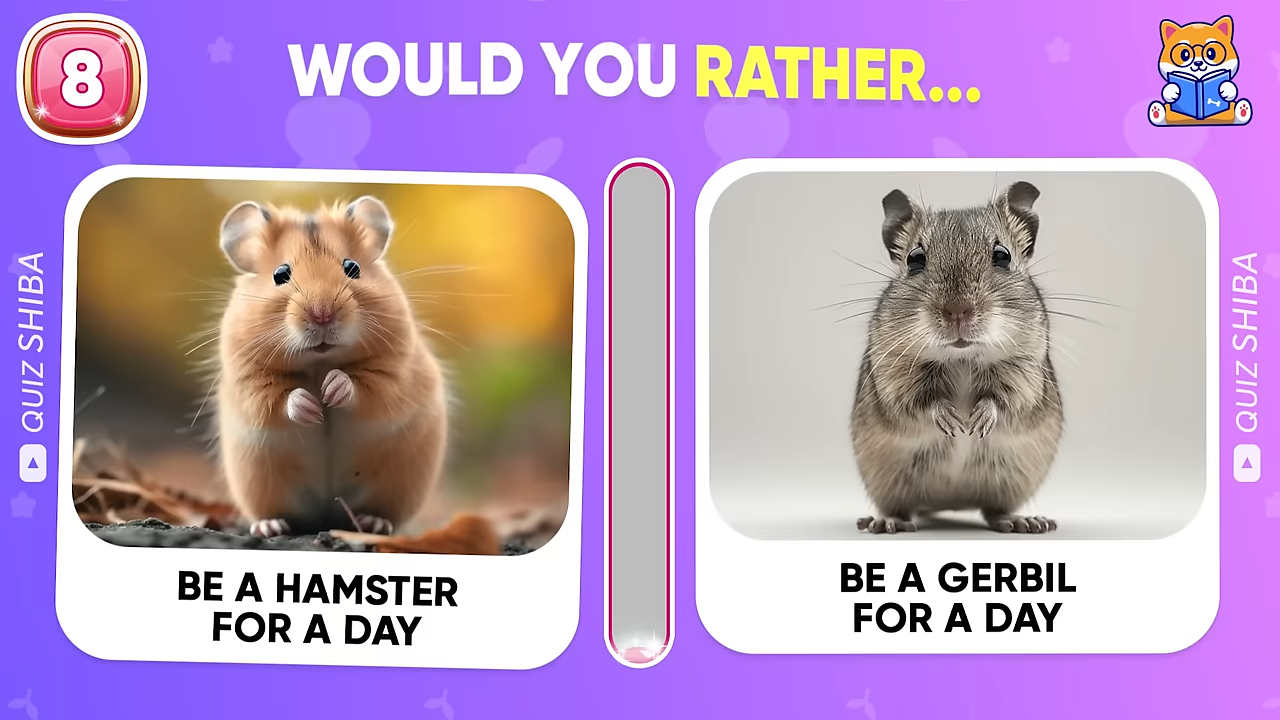 8
WOULD YOU RATHER...
QUIZ SHIBA
QUIZ SHIBA
BE A HAMSTER
FOR A DAY
BE A GERBIL
FOR A DAY